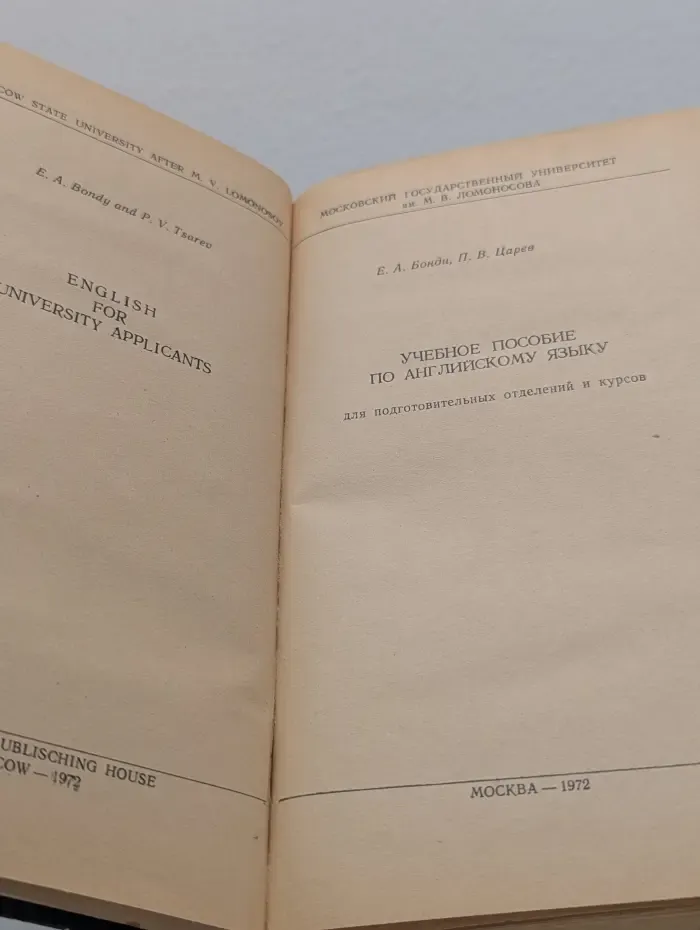 STATE UNIVERSITY AFTER M. V. LOMONOSOV
E. A. Bondy and P. V. Tsarev
ENGLISH
FOR
UNIVERSITY APPLICANTS
UBLISCHING HOUSE
COW — 1972
МОСКОВСКИЙ ГОСУДАРСТВЕННЫЙ УНИВЕРСИТЕТ
им. М. В. ЛОМОНОСОВА
Е. А. Бонди, П. В. Царев
УЧЕБНОЕ ПОСОБИЕ
ПО АНГЛИЙСКОМУ ЯЗЫКУ
для подготовительных отделений и курсов
МОСКВА — 1972